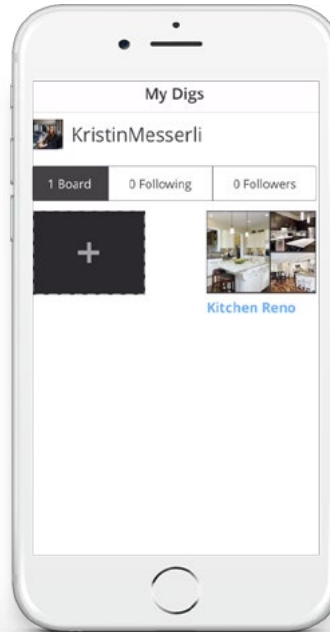 My Digs
KristinMesserli
1 Board
0 Following
0 Followers
+
Kitchen Reno